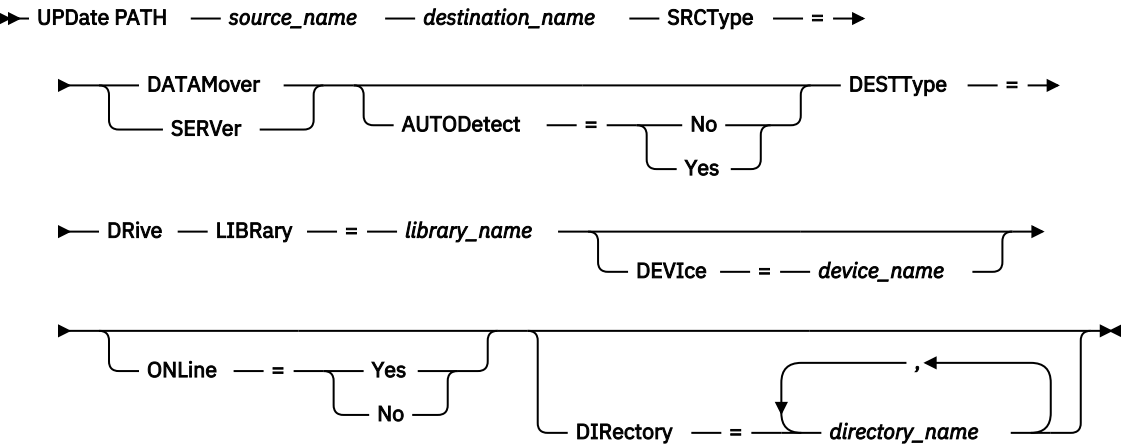 UPDate PATH source_name destination_name SRCType =
DATAMover DESTType =
SERVer AUTODetect = No
Yes
DRive LIBRary = library_name
DEVIce = device_name
ONLine = Yes
No
,
DIRectory = directory_name